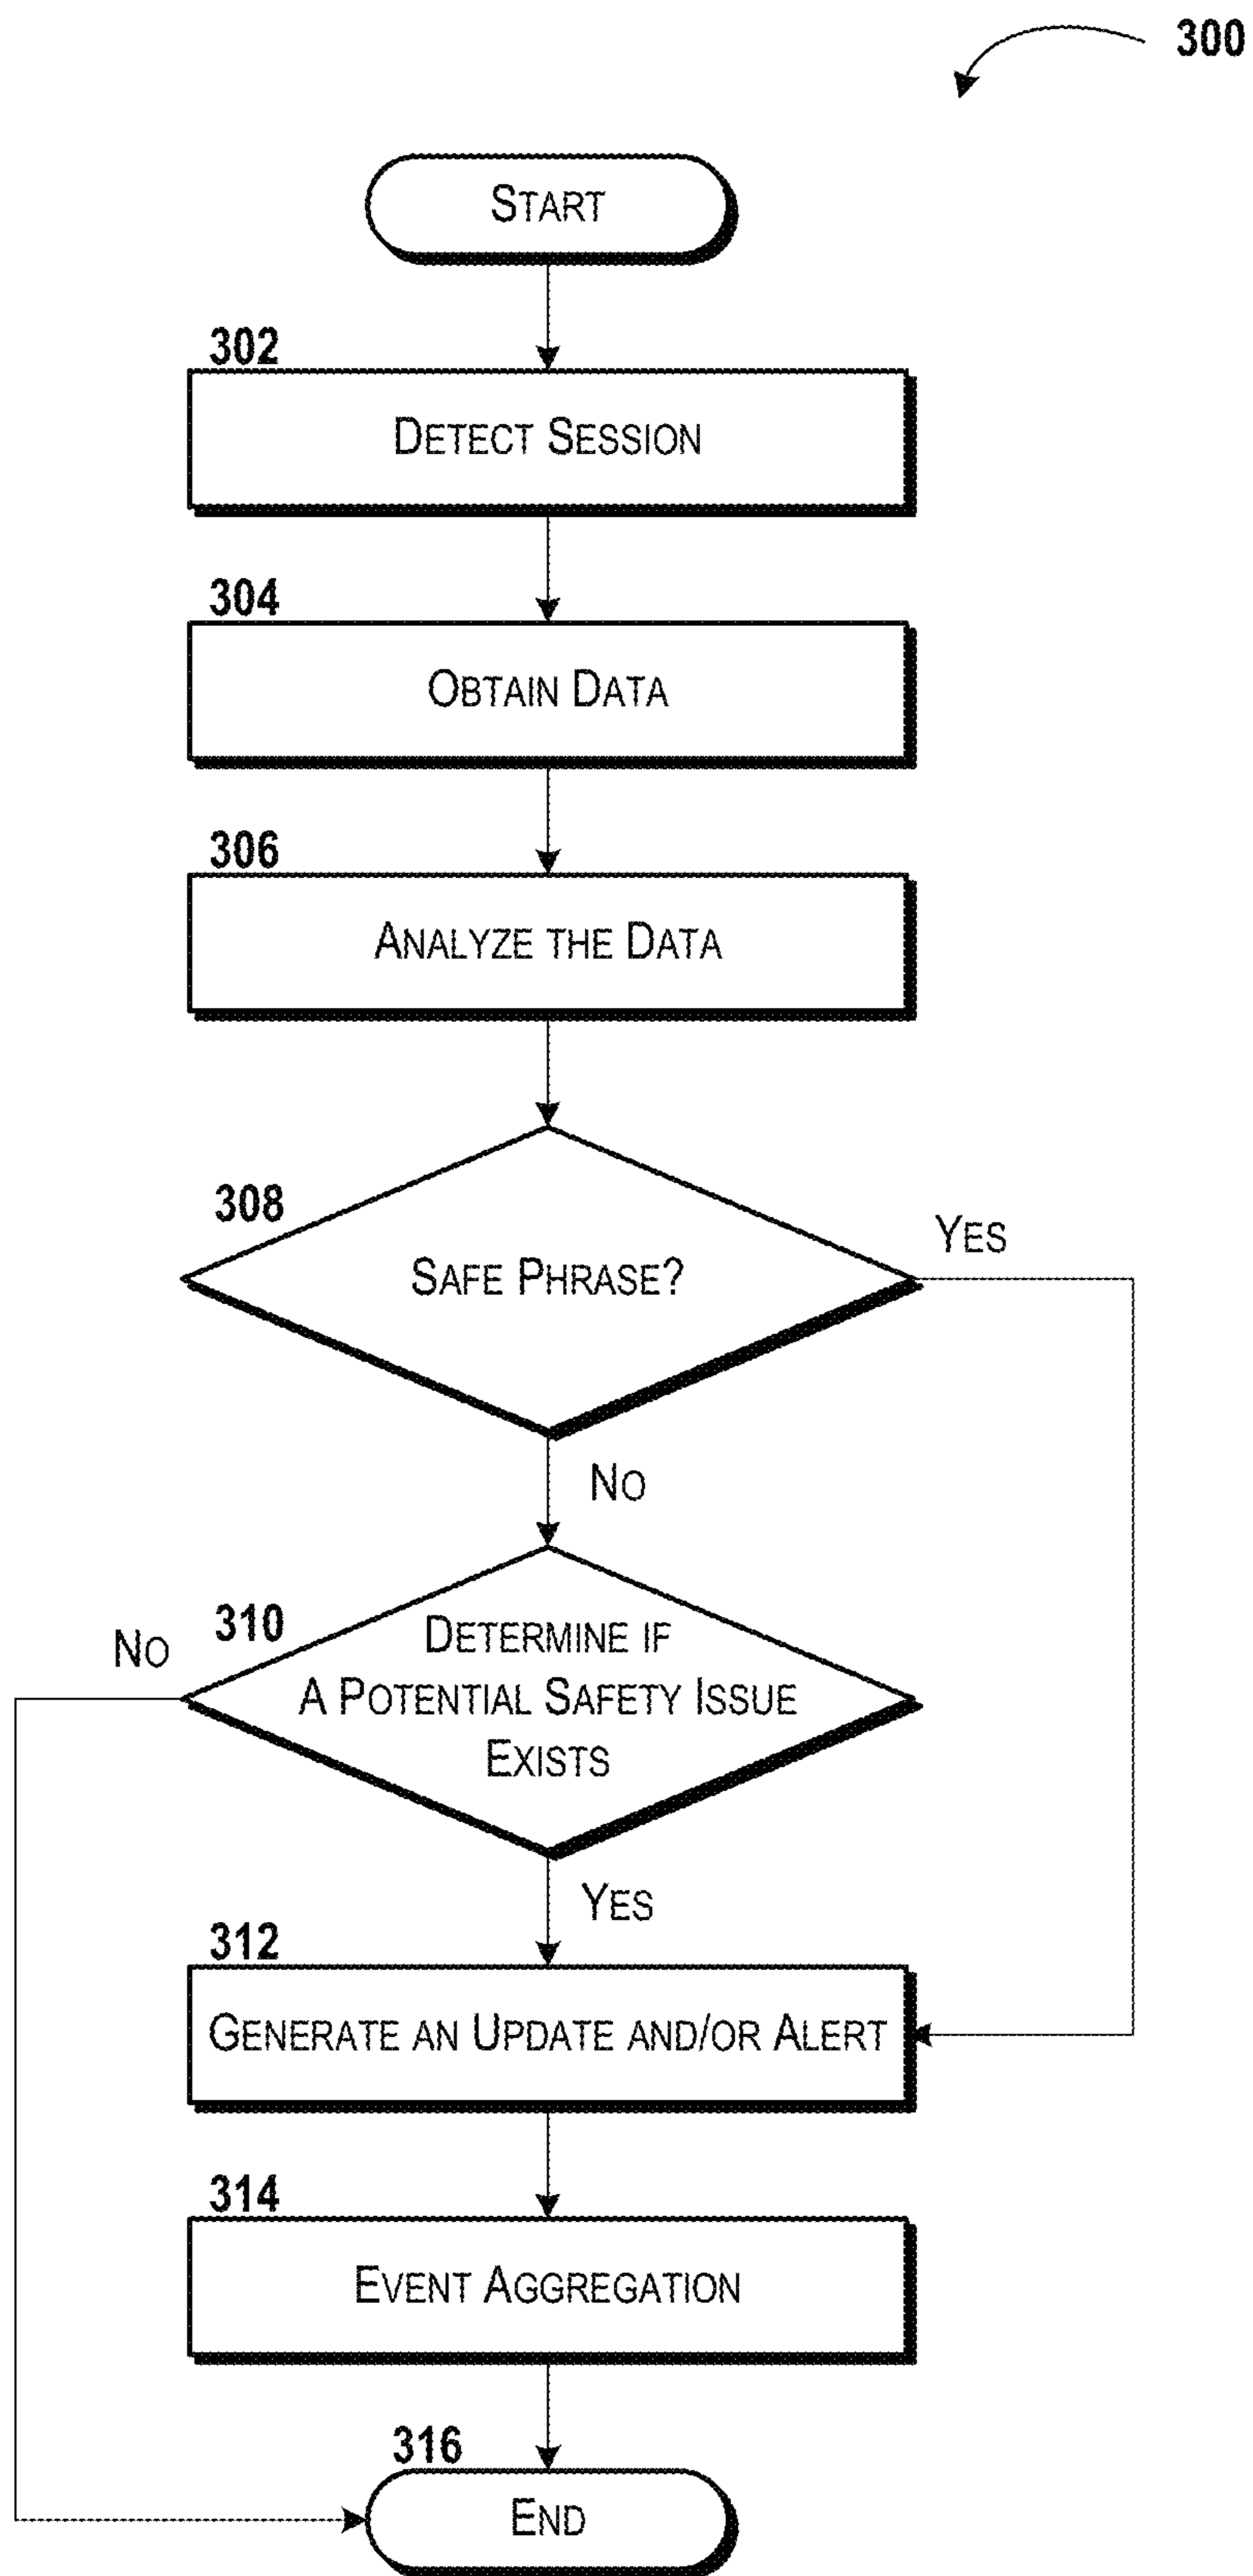 300
START
302
DETECT SESSION
304
OBTAIN DATA
306
ANALYZE THE DATA
308
SAFE PHRASE?
YES
NO
310
NO
DETERMINE IF
A POTENTIAL SAFETY ISSUE
EXISTS
YES
312
GENERATE AN UPDATE AND/OR ALERT
314
EVENT AGGREGATION
316
END